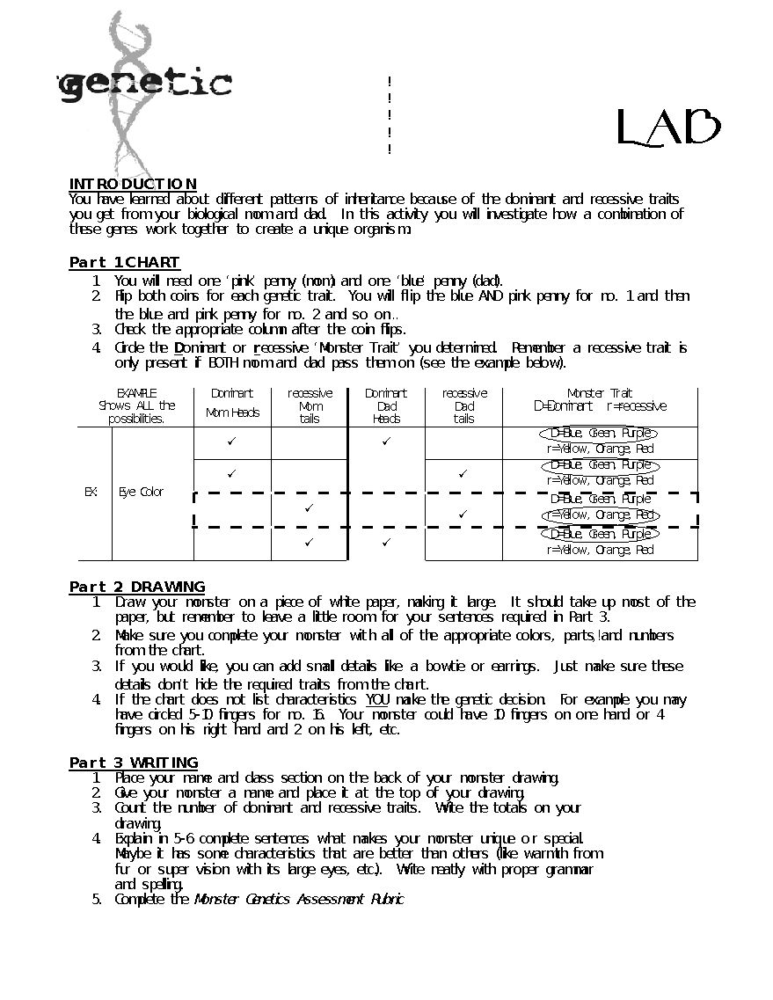 genetic
!
!
!
!
!
LAB
INTRODUCTION
You have learned about different patterns of inheritance because of the dominant and recessive traits
you get from your biological mom and dad. In this activity you will investigate how a combination of
these genes work together to create a unique organism:
Part 1 CHART
1 You will need one 'pink' penny (mom) and one 'blue' penny (dad).
2. Flip both coins for each genetic trait. You will flip the blue AND pink penny for no. 1 and then
the blue and pink penny for no. 2 and so on...
3. Check the appropriate column after the coin flips.
4. Circle the Dominant or recessive 'Monster Trait' you determined. Remember a recessive trait is
only present if BOTH mom and dad pass them on (see the example below).
EXAMPLE Dominant recessive Dominant recessive Monster Trait
Shows ALL the Mom Heads Mom Dad Dad D=Dominant r=recessive
possibilities. tails Heads tails
✓ ✓ D=Blue, Green, Purple
r=Yellow, Orange, Red
✓ ✓ D=Blue, Green, Purple
r=Yellow, Orange, Red
EX: Eye Color
✓ ✓ D=Blue, Green, Purple
r=Yellow, Orange, Red
✓ ✓ D=Blue, Green, Purple
r=Yellow, Orange, Red
Part 2 DRAWING
1 Draw your monster on a piece of white paper, making it large. It should take up most of the
paper, but remember to leave a little room for your sentences required in Part 3.
2. Make sure you complete your monster with all of the appropriate colors, parts,!and numbers
from the chart.
3. If you would like, you can add small details like a bowtie or earrings. Just make sure these
details don't hide the required traits from the chart.
4. If the chart does not list characteristics YOU make the genetic decision. For example you may
have circled 5-10 fingers for no. 16. Your monster could have 10 fingers on one hand or 4
fingers on his right hand and 2 on his left, etc.
Part 3 WRITING
1 Place your name and class section on the back of your monster drawing.
2. Give your monster a name and place it at the top of your drawing.
3. Count the number of dominant and recessive traits. Write the totals on your
drawing.
4. Explain in 5-6 complete sentences what makes your monster unique or special.
Maybe it has some characteristics that are better than others (like warmth from
fur or super vision with its large eyes, etc.). Write neatly with proper grammar
and spelling.
5. Complete the Monster Genetics Assessment Rubric